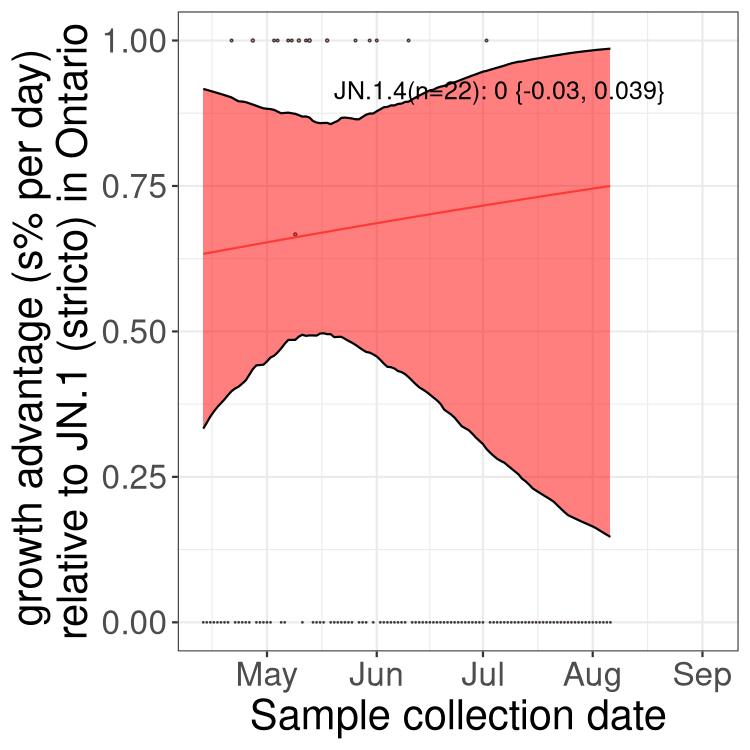 growth advantage (s% per day)
relative to JN.1 (stricto) in Ontario
1.00
0.75
0.50
0.25
0.00
JN.1.4(n=22): 0 {-0.03, 0.039}
May Jun Jul Aug Sep
Sample collection date